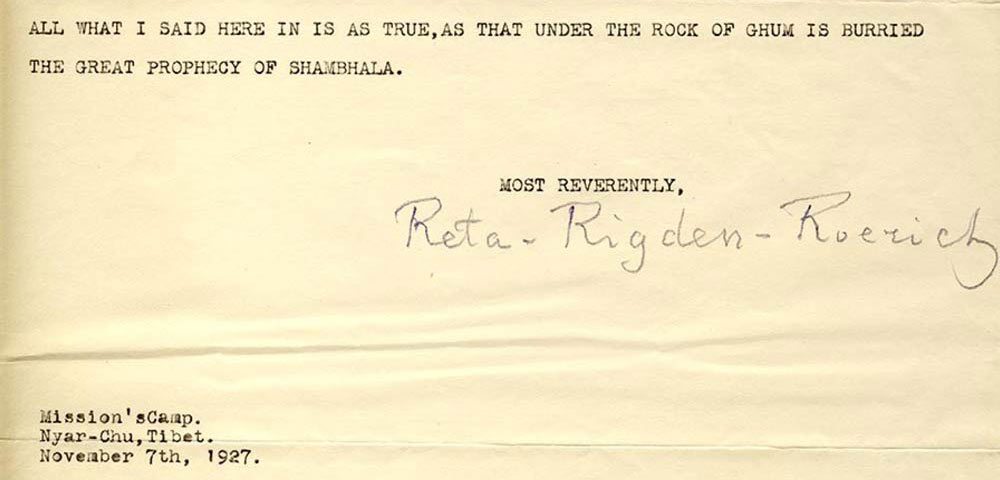 ALL WHAT I SAID HERE IN IS AS TRUE,AS THAT UNDER THE ROCK OF GHUM IS BURRIED
THE GREAT PROPHECY OF SHAMBHALA.
MOST REVERENTLY,
Reta-Rigden-Roerich
Mission'sCamp.
Nyar-Chu,Tibet.
November 7th, 1927.